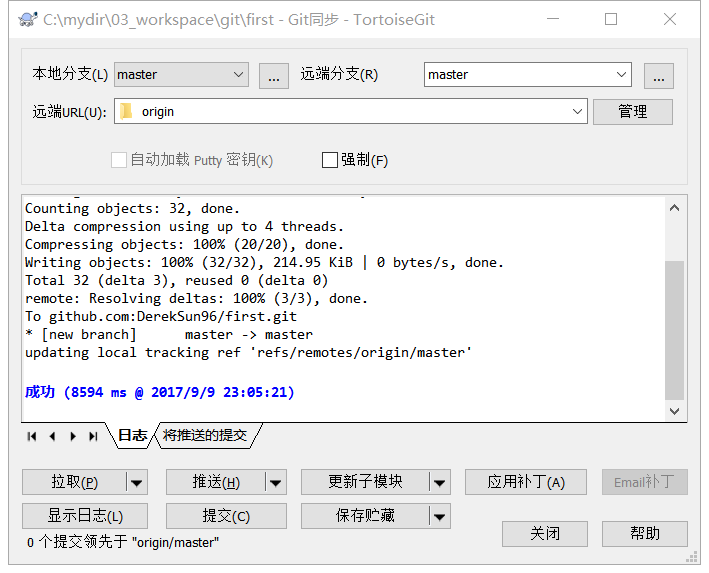 C:\mydir\03_workspace\git\first - Git同步 - TortoiseGit
本地分支(L) master ... 远端分支(R) master ...
远端URL(U): origin 管理
自动加载 Putty 密钥(K) 强制(F)
Counting objects: 32, done.
Delta compression using up to 4 threads.
Compressing objects: 100% (20/20), done.
Writing objects: 100% (32/32), 214.95 KiB | 0 bytes/s, done.
Total 32 (delta 3), reused 0 (delta 0)
remote: Resolving deltas: 100% (3/3), done.
To github.com:DerekSun96/first.git
* [new branch]      master -> master
updating local tracking ref 'refs/remotes/origin/master'
成功 (8594 ms @ 2017/9/9 23:05:21)
日志 将推送的提交
拉取(P) 推送(H) 更新子模块 应用补丁(A) Email补丁
显示日志(L) 提交(C) 保存贮藏
0 个提交领先于 "origin/master" 关闭 帮助